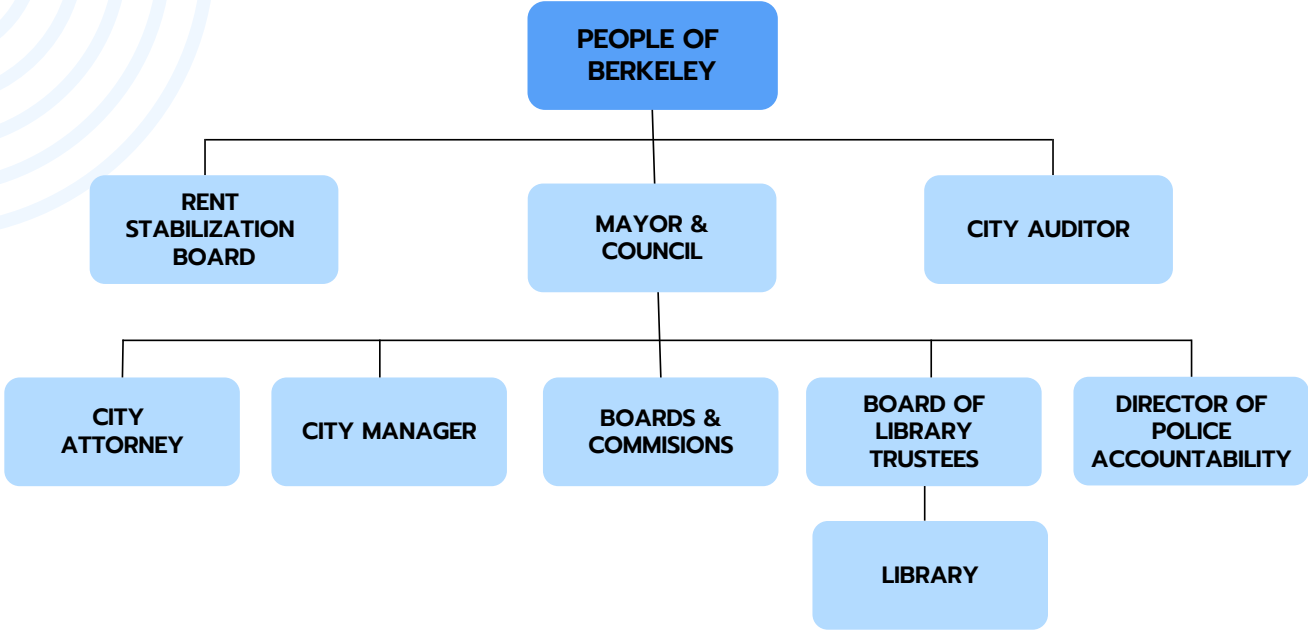 PEOPLE OF
BERKELEY
RENT
STABILIZATION
BOARD
MAYOR &
COUNCIL
CITY AUDITOR
CITY
ATTORNEY
CITY MANAGER
BOARDS &
COMMISIONS
BOARD OF
LIBRARY
TRUSTEES
DIRECTOR OF
POLICE
ACCOUNTABILITY
LIBRARY